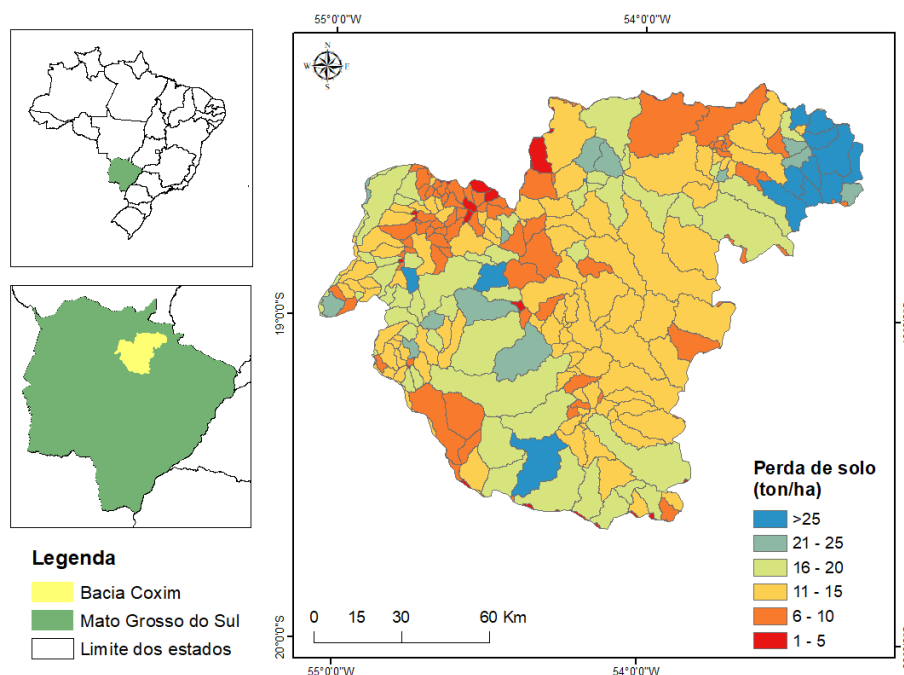 55°0'0"W
54°0'0"W
N
W
E
S
19°0'0"S
20°0'0"S
Perda de solo
(ton/ha)
>25
21 - 25
16 - 20
11 - 15
6 - 10
1 - 5
0 15 30 60 Km
55°0'0"W
54°0'0"W
Legenda
Bacia Coxim
Mato Grosso do Sul
Limite dos estados